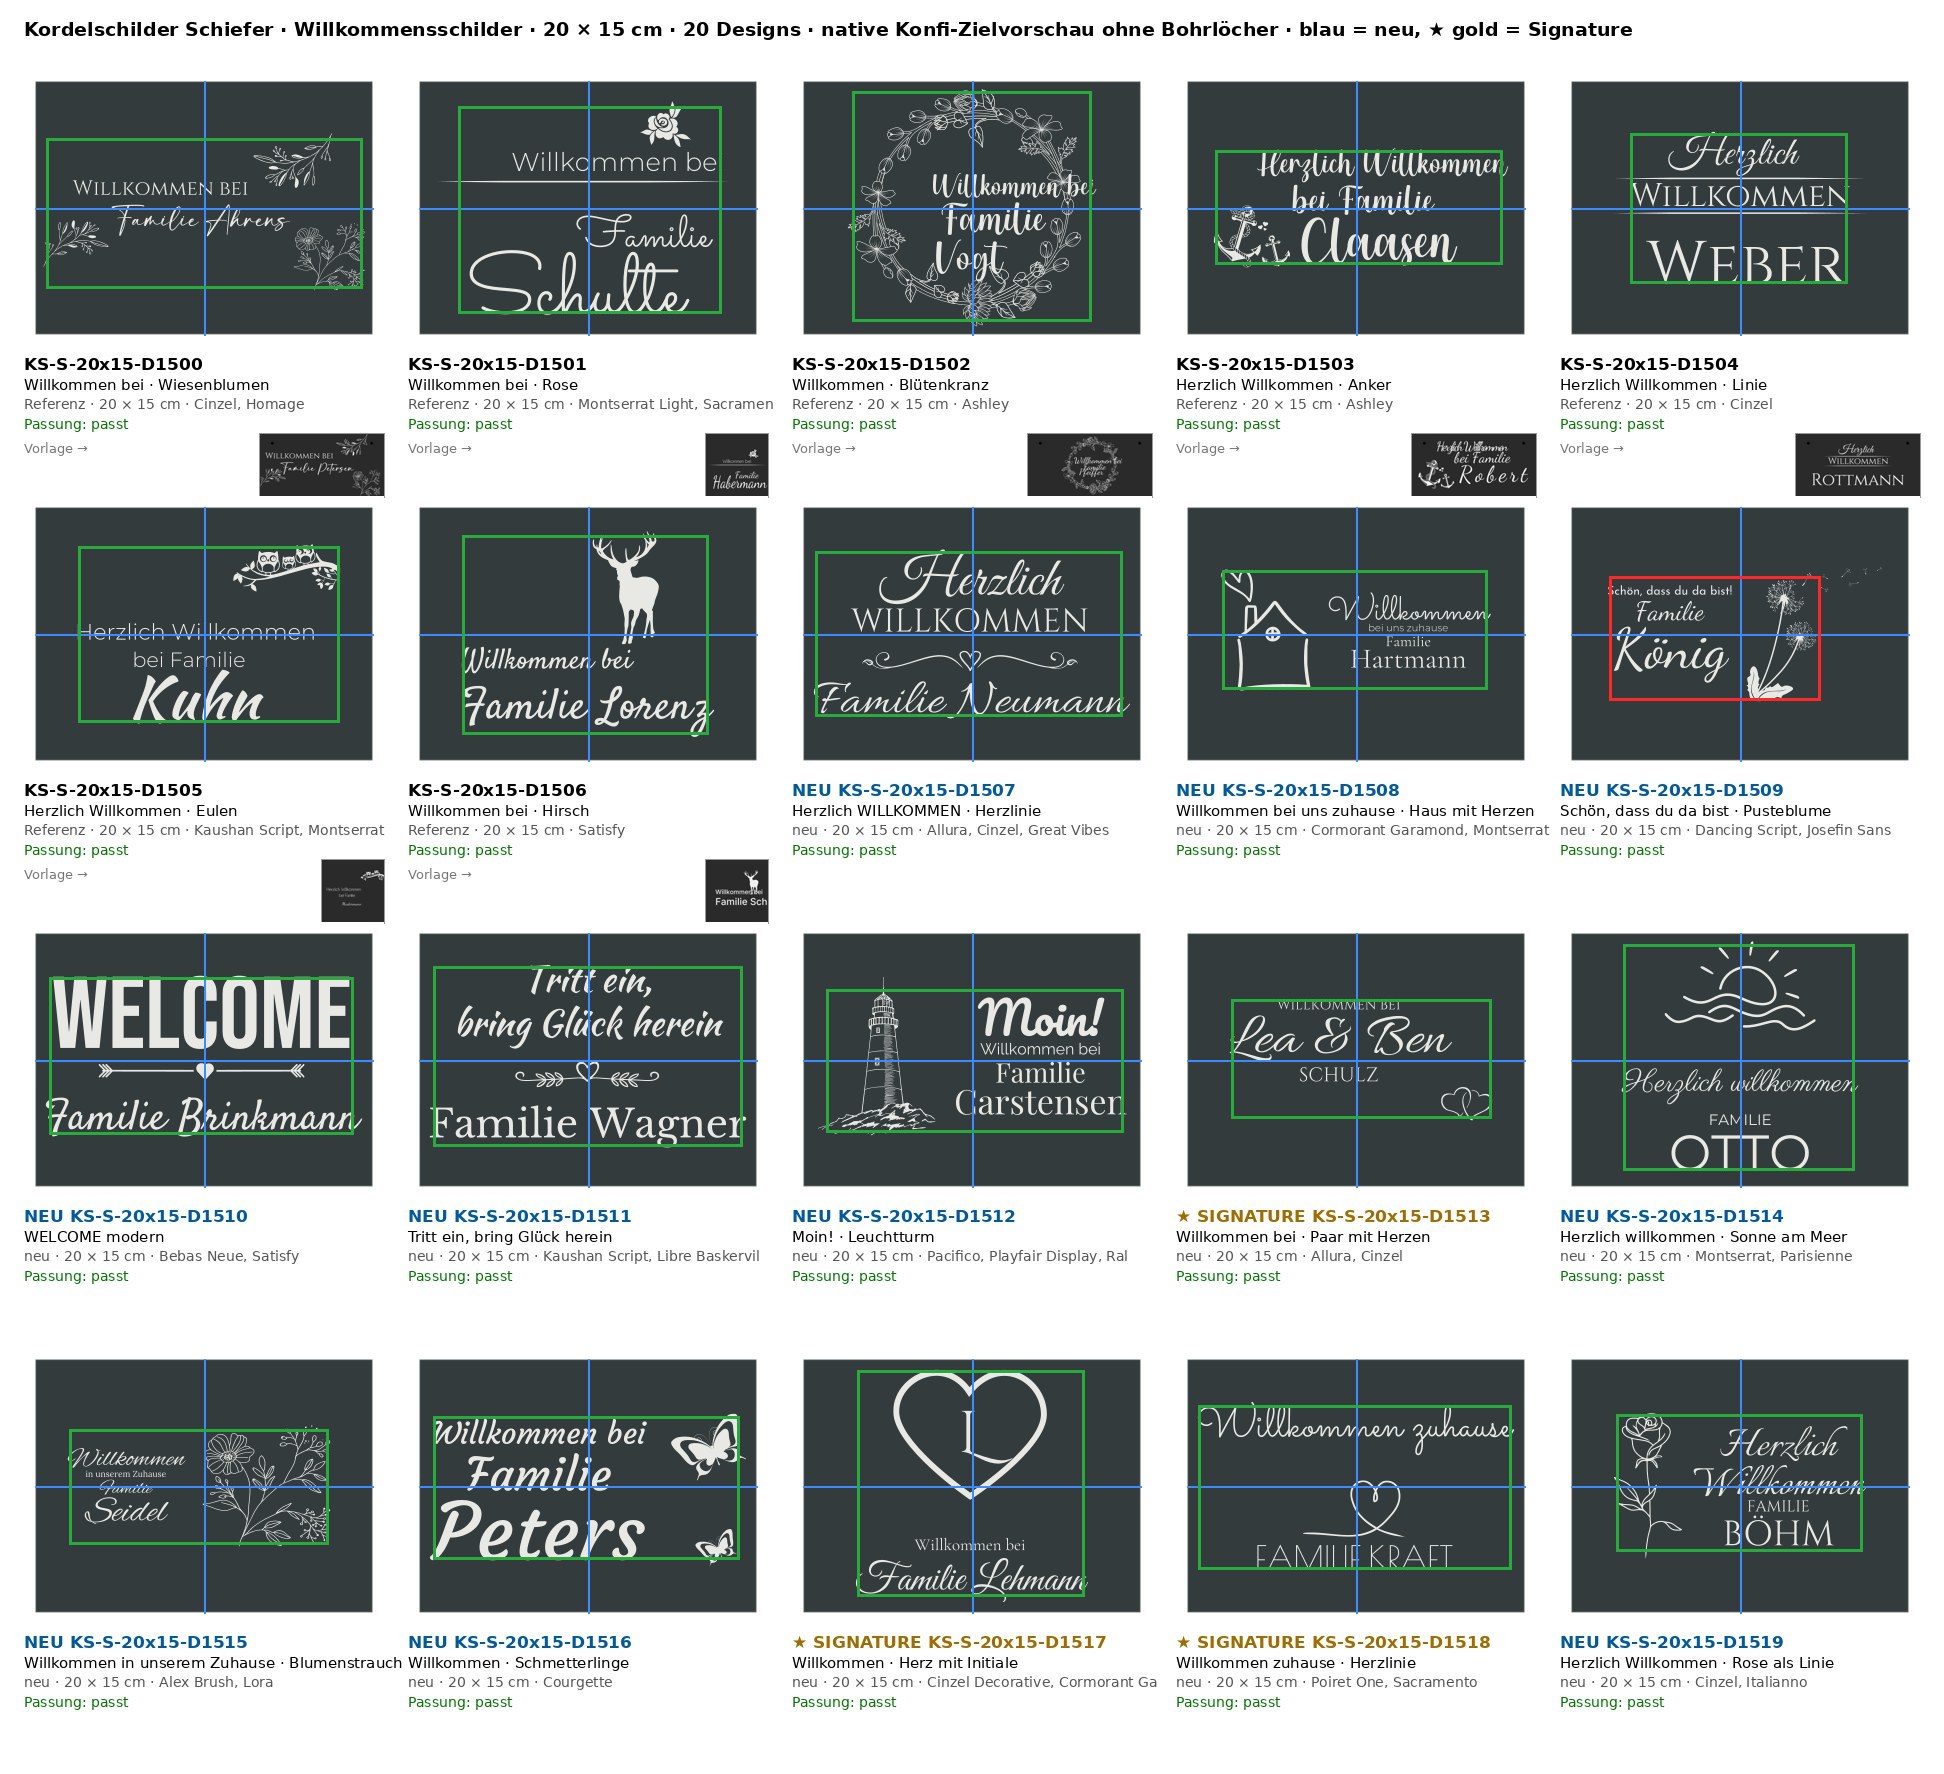 Kordelschilder Schiefer · Willkommensschilder · 20 × 15 cm · 20 Designs · native Konfi-Zielvorschau ohne Bohrlöcher · blau = neu, ★ gold = Signature
WILLKOMMEN BEI
Familie Ahrens
KS-S-20x15-D1500
Willkommen bei · Wiesenblumen
Referenz · 20 × 15 cm · Cinzel, Homage
Passung: passt
Vorlage →
WILLKOMMEN BEI
Familie Petersen
Willkommen be
Familie
Schulte
KS-S-20x15-D1501
Willkommen bei · Rose
Referenz · 20 × 15 cm · Montserrat Light, Sacramen
Passung: passt
Vorlage →
Familie
Habermann
Willkommen bei
Familie
Vogt
KS-S-20x15-D1502
Willkommen · Blütenkranz
Referenz · 20 × 15 cm · Ashley
Passung: passt
Vorlage →
Willkommen bei
Familie
Pfeiffer
Herzlich Willkommen
bei Familie
Claasen
KS-S-20x15-D1503
Herzlich Willkommen · Anker
Referenz · 20 × 15 cm · Ashley
Passung: passt
Vorlage →
Herzlich Willkommen
bei Familie
Robert
Herzlich
WILLKOMMEN
WEBER
KS-S-20x15-D1504
Herzlich Willkommen · Linie
Referenz · 20 × 15 cm · Cinzel
Passung: passt
Vorlage →
Herzlich
WILLKOMMEN
ROTTMANN
Herzlich Willkommen
bei Familie
Kuhn
KS-S-20x15-D1505
Herzlich Willkommen · Eulen
Referenz · 20 × 15 cm · Kaushan Script, Montserrat
Passung: passt
Vorlage →
Willkommen bei
Familie Lorenz
KS-S-20x15-D1506
Willkommen bei · Hirsch
Referenz · 20 × 15 cm · Satisfy
Passung: passt
Vorlage →
Willkommen bei
Familie Sch
Herzlich
WILLKOMMEN
Familie Neumann
NEU KS-S-20x15-D1507
Herzlich WILLKOMMEN · Herzlinie
neu · 20 × 15 cm · Allura, Cinzel, Great Vibes
Passung: passt
Willkommen
bei uns zuhause
Familie
Hartmann
NEU KS-S-20x15-D1508
Willkommen bei uns zuhause · Haus mit Herzen
neu · 20 × 15 cm · Cormorant Garamond, Montserrat
Passung: passt
Schön, dass du da bist!
Familie
König
NEU KS-S-20x15-D1509
Schön, dass du da bist · Pusteblume
neu · 20 × 15 cm · Dancing Script, Josefin Sans
Passung: passt
WELCOME
Familie Brinkmann
NEU KS-S-20x15-D1510
WELCOME modern
neu · 20 × 15 cm · Bebas Neue, Satisfy
Passung: passt
Tritt ein,
bring Glück herein
Familie Wagner
NEU KS-S-20x15-D1511
Tritt ein, bring Glück herein
neu · 20 × 15 cm · Kaushan Script, Libre Baskervil
Passung: passt
Moin!
Willkommen bei
Familie
Carstensen
NEU KS-S-20x15-D1512
Moin! · Leuchtturm
neu · 20 × 15 cm · Pacifico, Playfair Display, Ral
Passung: passt
WILLKOMMEN BEI
Lea & Ben
SCHULZ
★ SIGNATURE KS-S-20x15-D1513
Willkommen bei · Paar mit Herzen
neu · 20 × 15 cm · Allura, Cinzel
Passung: passt
Herzlich willkommen
FAMILIE
OTTO
NEU KS-S-20x15-D1514
Herzlich willkommen · Sonne am Meer
neu · 20 × 15 cm · Montserrat, Parisienne
Passung: passt
Willkommen
in unserem Zuhause
Familie
Seidel
NEU KS-S-20x15-D1515
Willkommen in unserem Zuhause · Blumenstrauch
neu · 20 × 15 cm · Alex Brush, Lora
Passung: passt
Willkommen bei
Familie
Peters
NEU KS-S-20x15-D1516
Willkommen · Schmetterlinge
neu · 20 × 15 cm · Courgette
Passung: passt
L
Willkommen bei
Familie Lehmann
★ SIGNATURE KS-S-20x15-D1517
Willkommen · Herz mit Initiale
neu · 20 × 15 cm · Cinzel Decorative, Cormorant Ga
Passung: passt
Willkommen zuhause
FAMILIE KRAFT
★ SIGNATURE KS-S-20x15-D1518
Willkommen zuhause · Herzlinie
neu · 20 × 15 cm · Poiret One, Sacramento
Passung: passt
Herzlich
Willkommen
FAMILIE
BÖHM
NEU KS-S-20x15-D1519
Herzlich Willkommen · Rose als Linie
neu · 20 × 15 cm · Cinzel, Italianno
Passung: passt